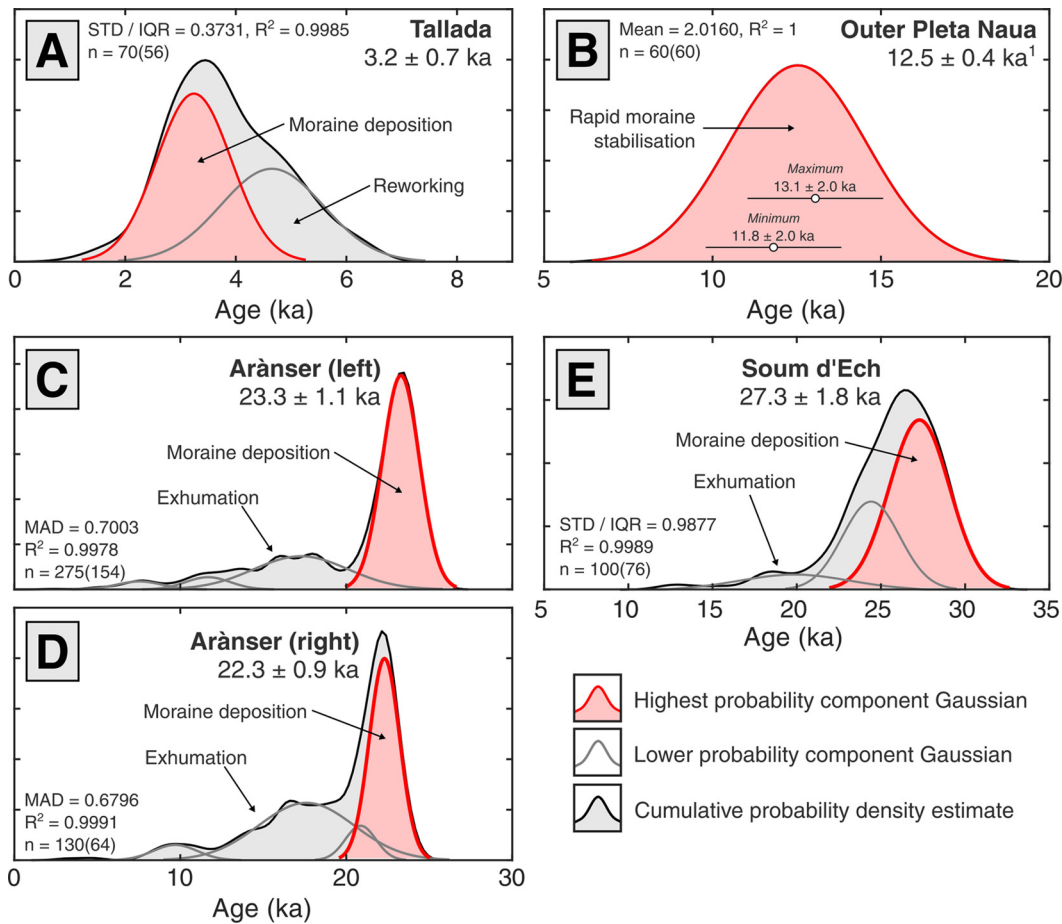 A
STD / IQR = 0.3731, R² = 0.9985
n = 70(56)
Tallada
3.2 ± 0.7 ka
Moraine deposition
Reworking
0 2 4 6 8
Age (ka)
B
Mean = 2.0160, R² = 1
n = 60(60)
Outer Pleta Naua
12.5 ± 0.4 ka¹
Rapid moraine
stabilisation
Maximum
13.1 ± 2.0 ka
Minimum
11.8 ± 2.0 ka
5 10 15 20
Age (ka)
C
Arànser (left)
23.3 ± 1.1 ka
Moraine deposition
Exhumation
MAD = 0.7003
R² = 0.9978
n = 275(154)
D
Arànser (right)
22.3 ± 0.9 ka
Moraine deposition
Exhumation
MAD = 0.6796
R² = 0.9991
n = 130(64)
0 10 20 30
Age (ka)
E
Soum d'Ech
27.3 ± 1.8 ka
Moraine deposition
Exhumation
STD / IQR = 0.9877
R² = 0.9989
n = 100(76)
5 10 15 20 25 30 35
Age (ka)
Highest probability component Gaussian
Lower probability component Gaussian
Cumulative probability density estimate